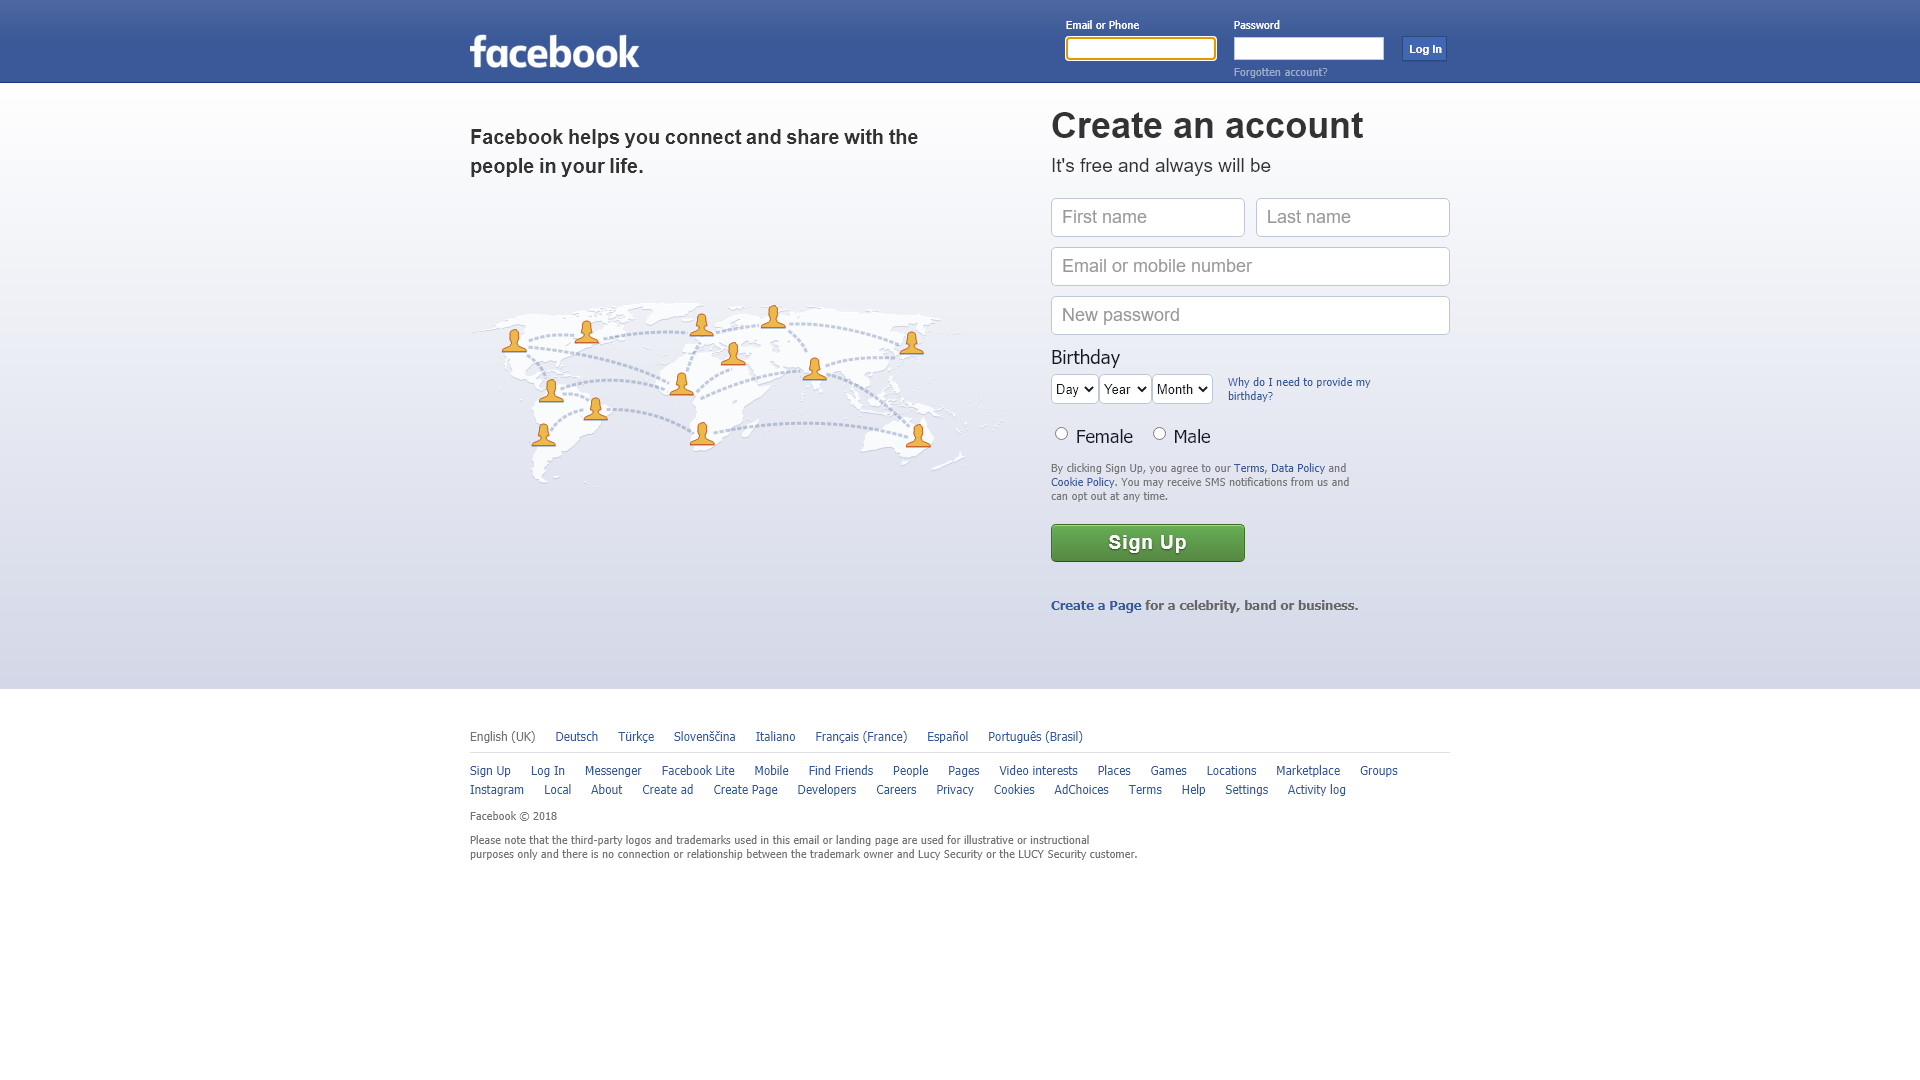 facebook
Email or Phone
Password
Log In
Forgotten account?
Facebook helps you connect and share with the
people in your life.
Create an account
It's free and always will be
First name
Last name
Email or mobile number
New password
Birthday
Day
Year
Month
Why do I need to provide my
birthday?
Female
Male
By clicking Sign Up, you agree to our Terms, Data Policy and
Cookie Policy. You may receive SMS notifications from us and
can opt out at any time.
Sign Up
Create a Page for a celebrity, band or business.
English (UK) Deutsch Türkçe Slovenščina Italiano Français (France) Español Português (Brasil)
Sign Up Log In Messenger Facebook Lite Mobile Find Friends People Pages Video interests Places Games Locations Marketplace Groups
Instagram Local About Create ad Create Page Developers Careers Privacy Cookies AdChoices Terms Help Settings Activity log
Facebook © 2018
Please note that the third-party logos and trademarks used in this email or landing page are used for illustrative or instructional
purposes only and there is no connection or relationship between the trademark owner and Lucy Security or the LUCY Security customer.